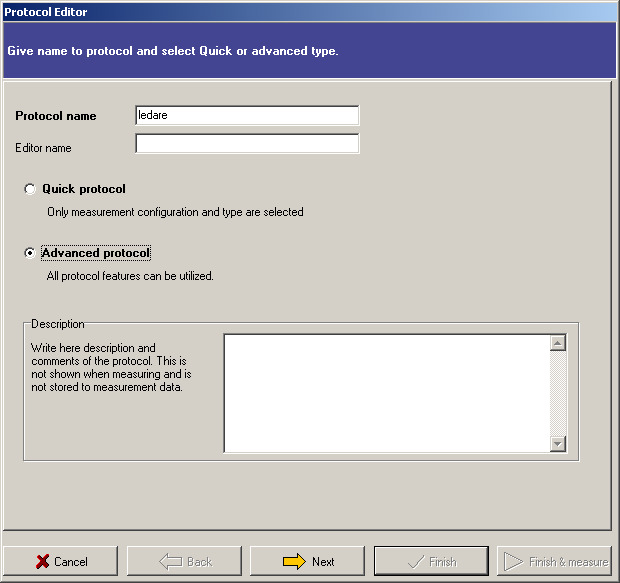 Protocol Editor
Give name to protocol and select Quick or advanced type.
Protocol name ledare
Editor name
Quick protocol
Only measurement configuration and type are selected
Advanced protocol
All protocol features can be utilized.
Description
Write here description and
comments of the protocol. This is
not shown when measuring and is
not stored to measurement data.
Cancel Back Next Finish Finish & measure